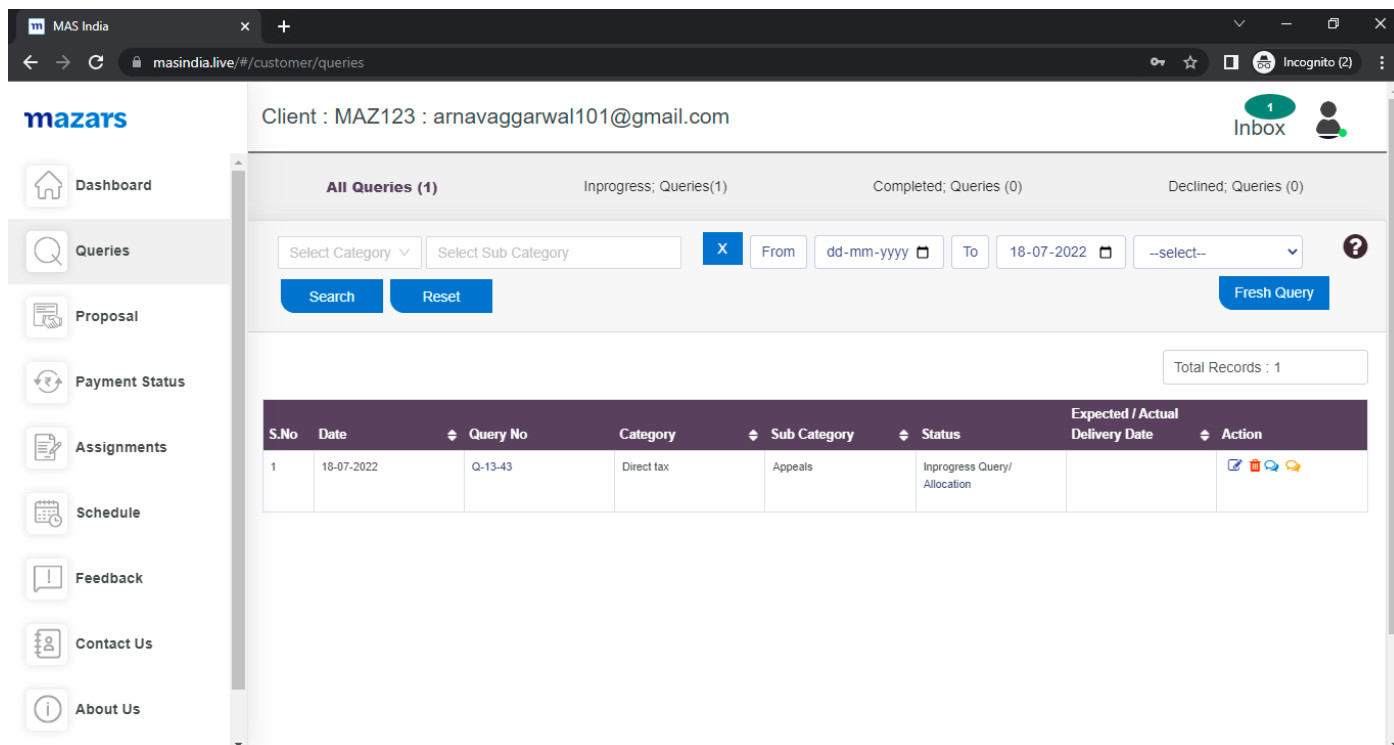 m MAS India
masindia.live/#/customer/queries
Incognito (2)
mazars
Client : MAZ123 : arnavaggarwal101@gmail.com
1
Inbox
Dashboard
Queries
Proposal
Payment Status
Assignments
Schedule
Feedback
Contact Us
About Us
All Queries (1) Inprogress; Queries(1) Completed; Queries (0) Declined; Queries (0)
Select Category Select Sub Category X From dd-mm-yyyy To 18-07-2022 --select-- ?
Search Reset Fresh Query
Total Records : 1
S.No Date Query No Category Sub Category Status Expected / Actual Delivery Date Action
1 18-07-2022 Q-13-43 Direct tax Appeals Inprogress Query/
Allocation